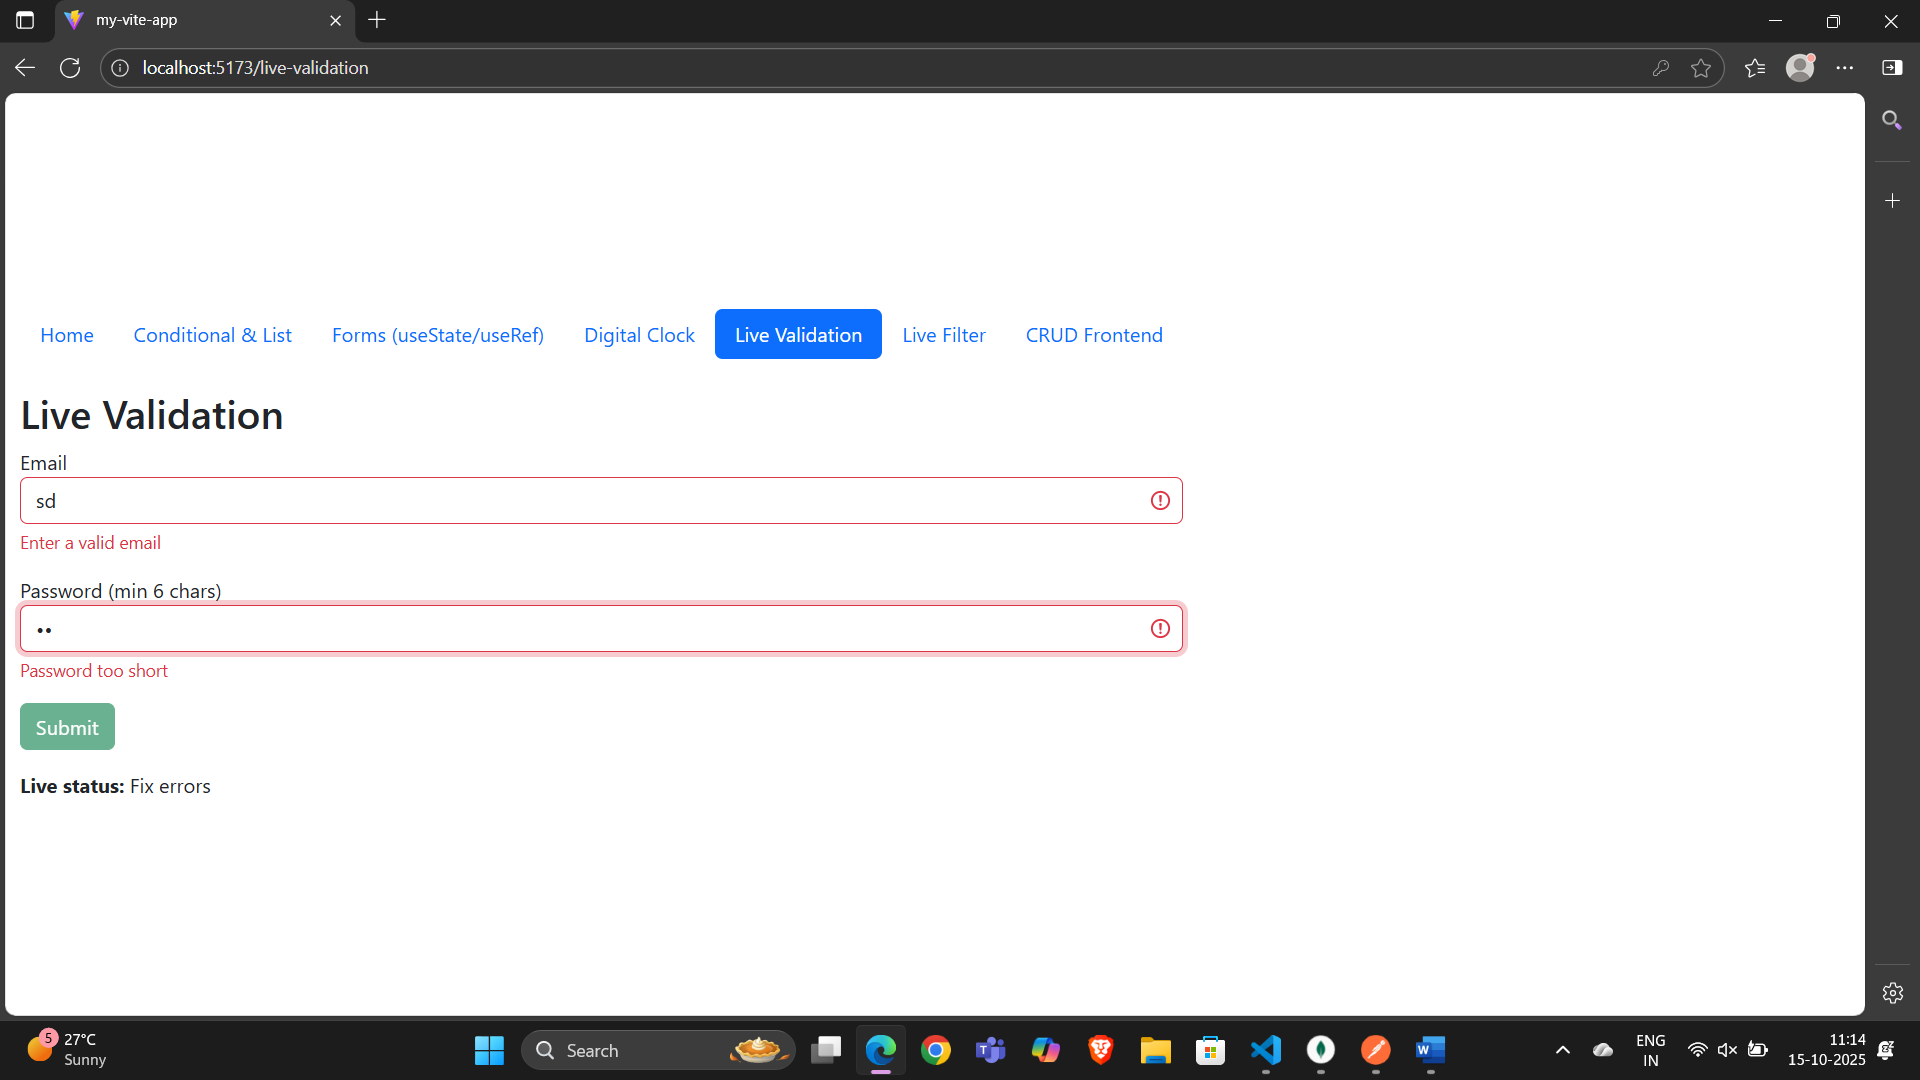 my-vite-app
localhost:5173/live-validation
Home Conditional & List Forms (useState/useRef) Digital Clock Live Validation Live Filter CRUD Frontend
Live Validation
Email
sd
Enter a valid email
Password (min 6 chars)
••
Password too short
Submit
Live status: Fix errors
5 27°C
Sunny
Search
ENG
IN
11:14
15-10-2025